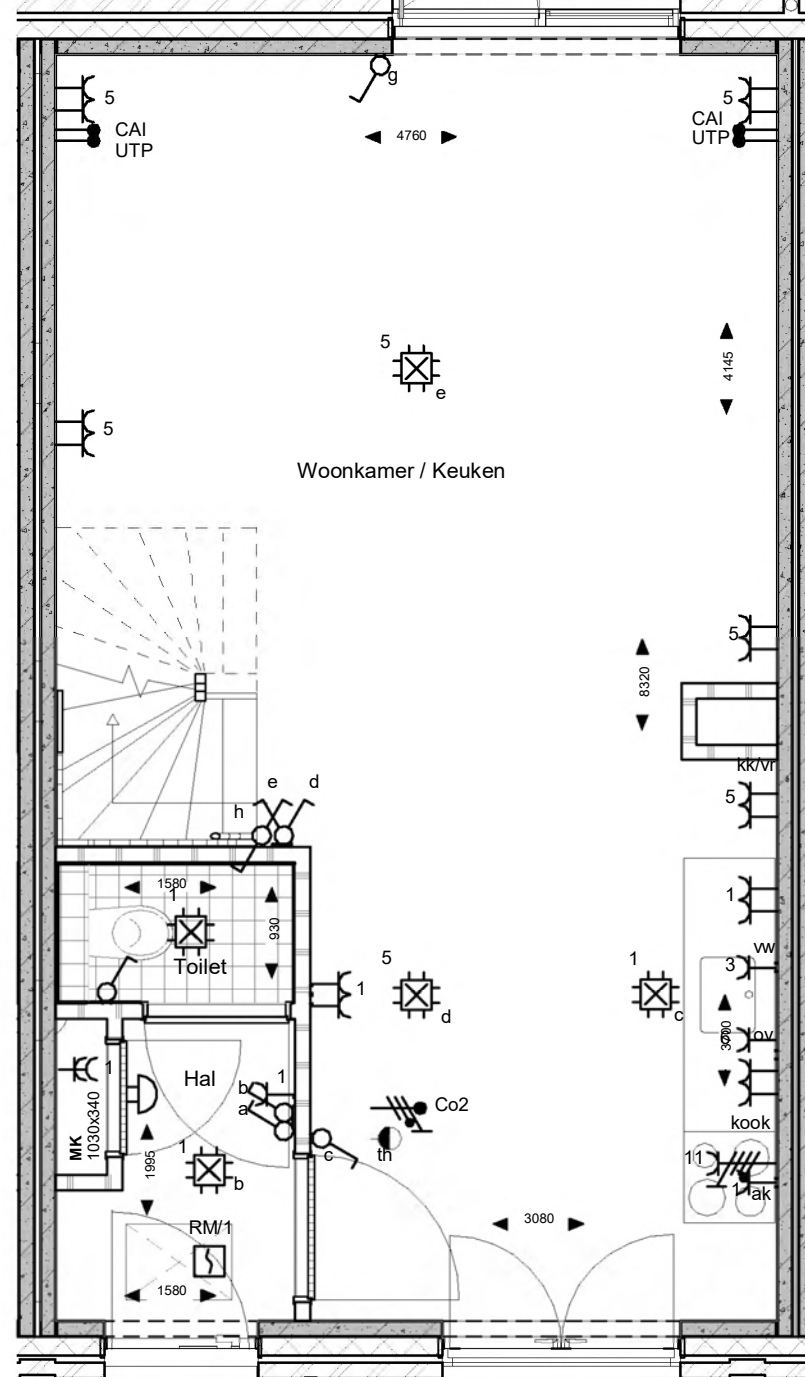 g
5
5
CAI
UTP
CAI
UTP
4760
5
e
4145
5
Woonkamer / Keuken
5
8320
kk/vr
5
e
d
h
1580
1
1
930
vw
3
Toilet
1
5
d
1
c
ov
3000
Hal
1
b
a
1
Co2
kook
MK
1030x340
1995
1
b
c
th
11
1
ak
RM/1
3080
1580